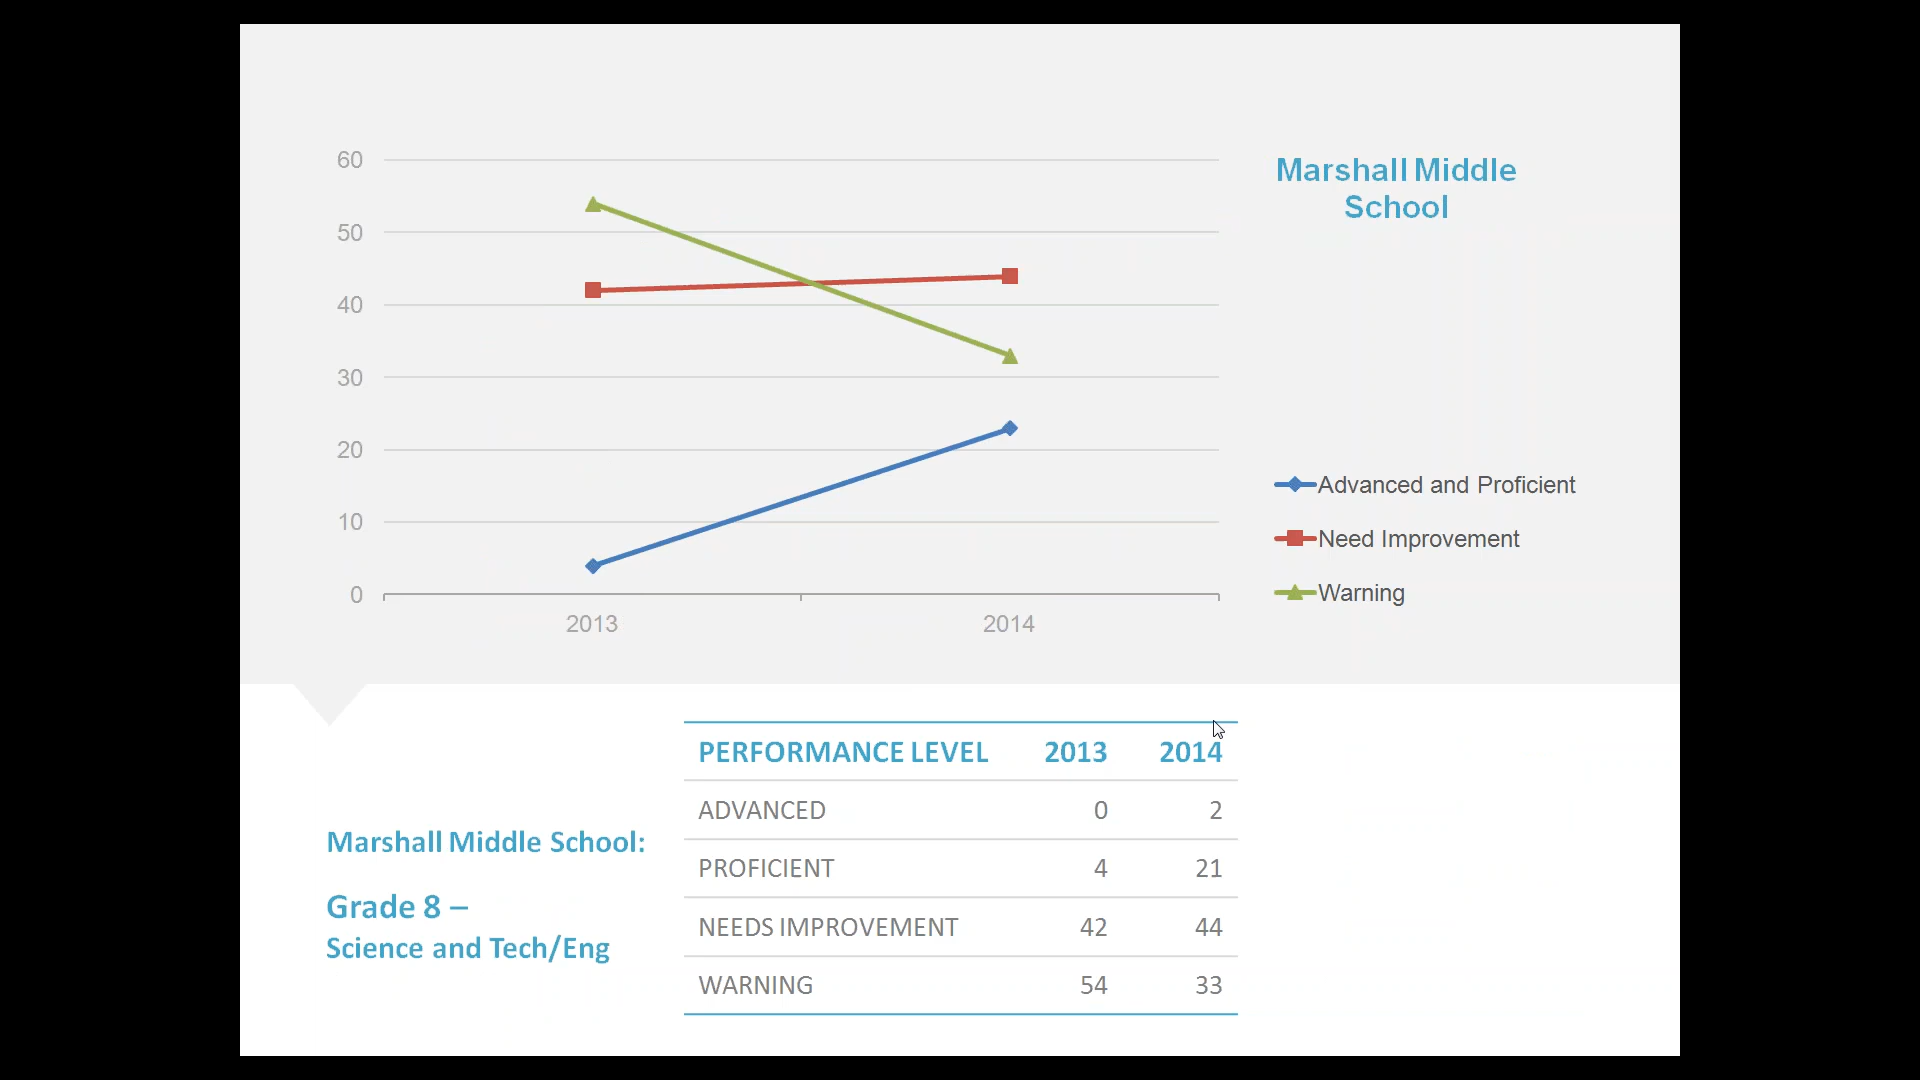 Marshall Middle
School
60
50
40
30
20
10
0
2013 2014
Advanced and Proficient
Need Improvement
Warning
Marshall Middle School:
Grade 8 –
Science and Tech/Eng
PERFORMANCE LEVEL 2013 2014
ADVANCED 0 2
PROFICIENT 4 21
NEEDS IMPROVEMENT 42 44
WARNING 54 33